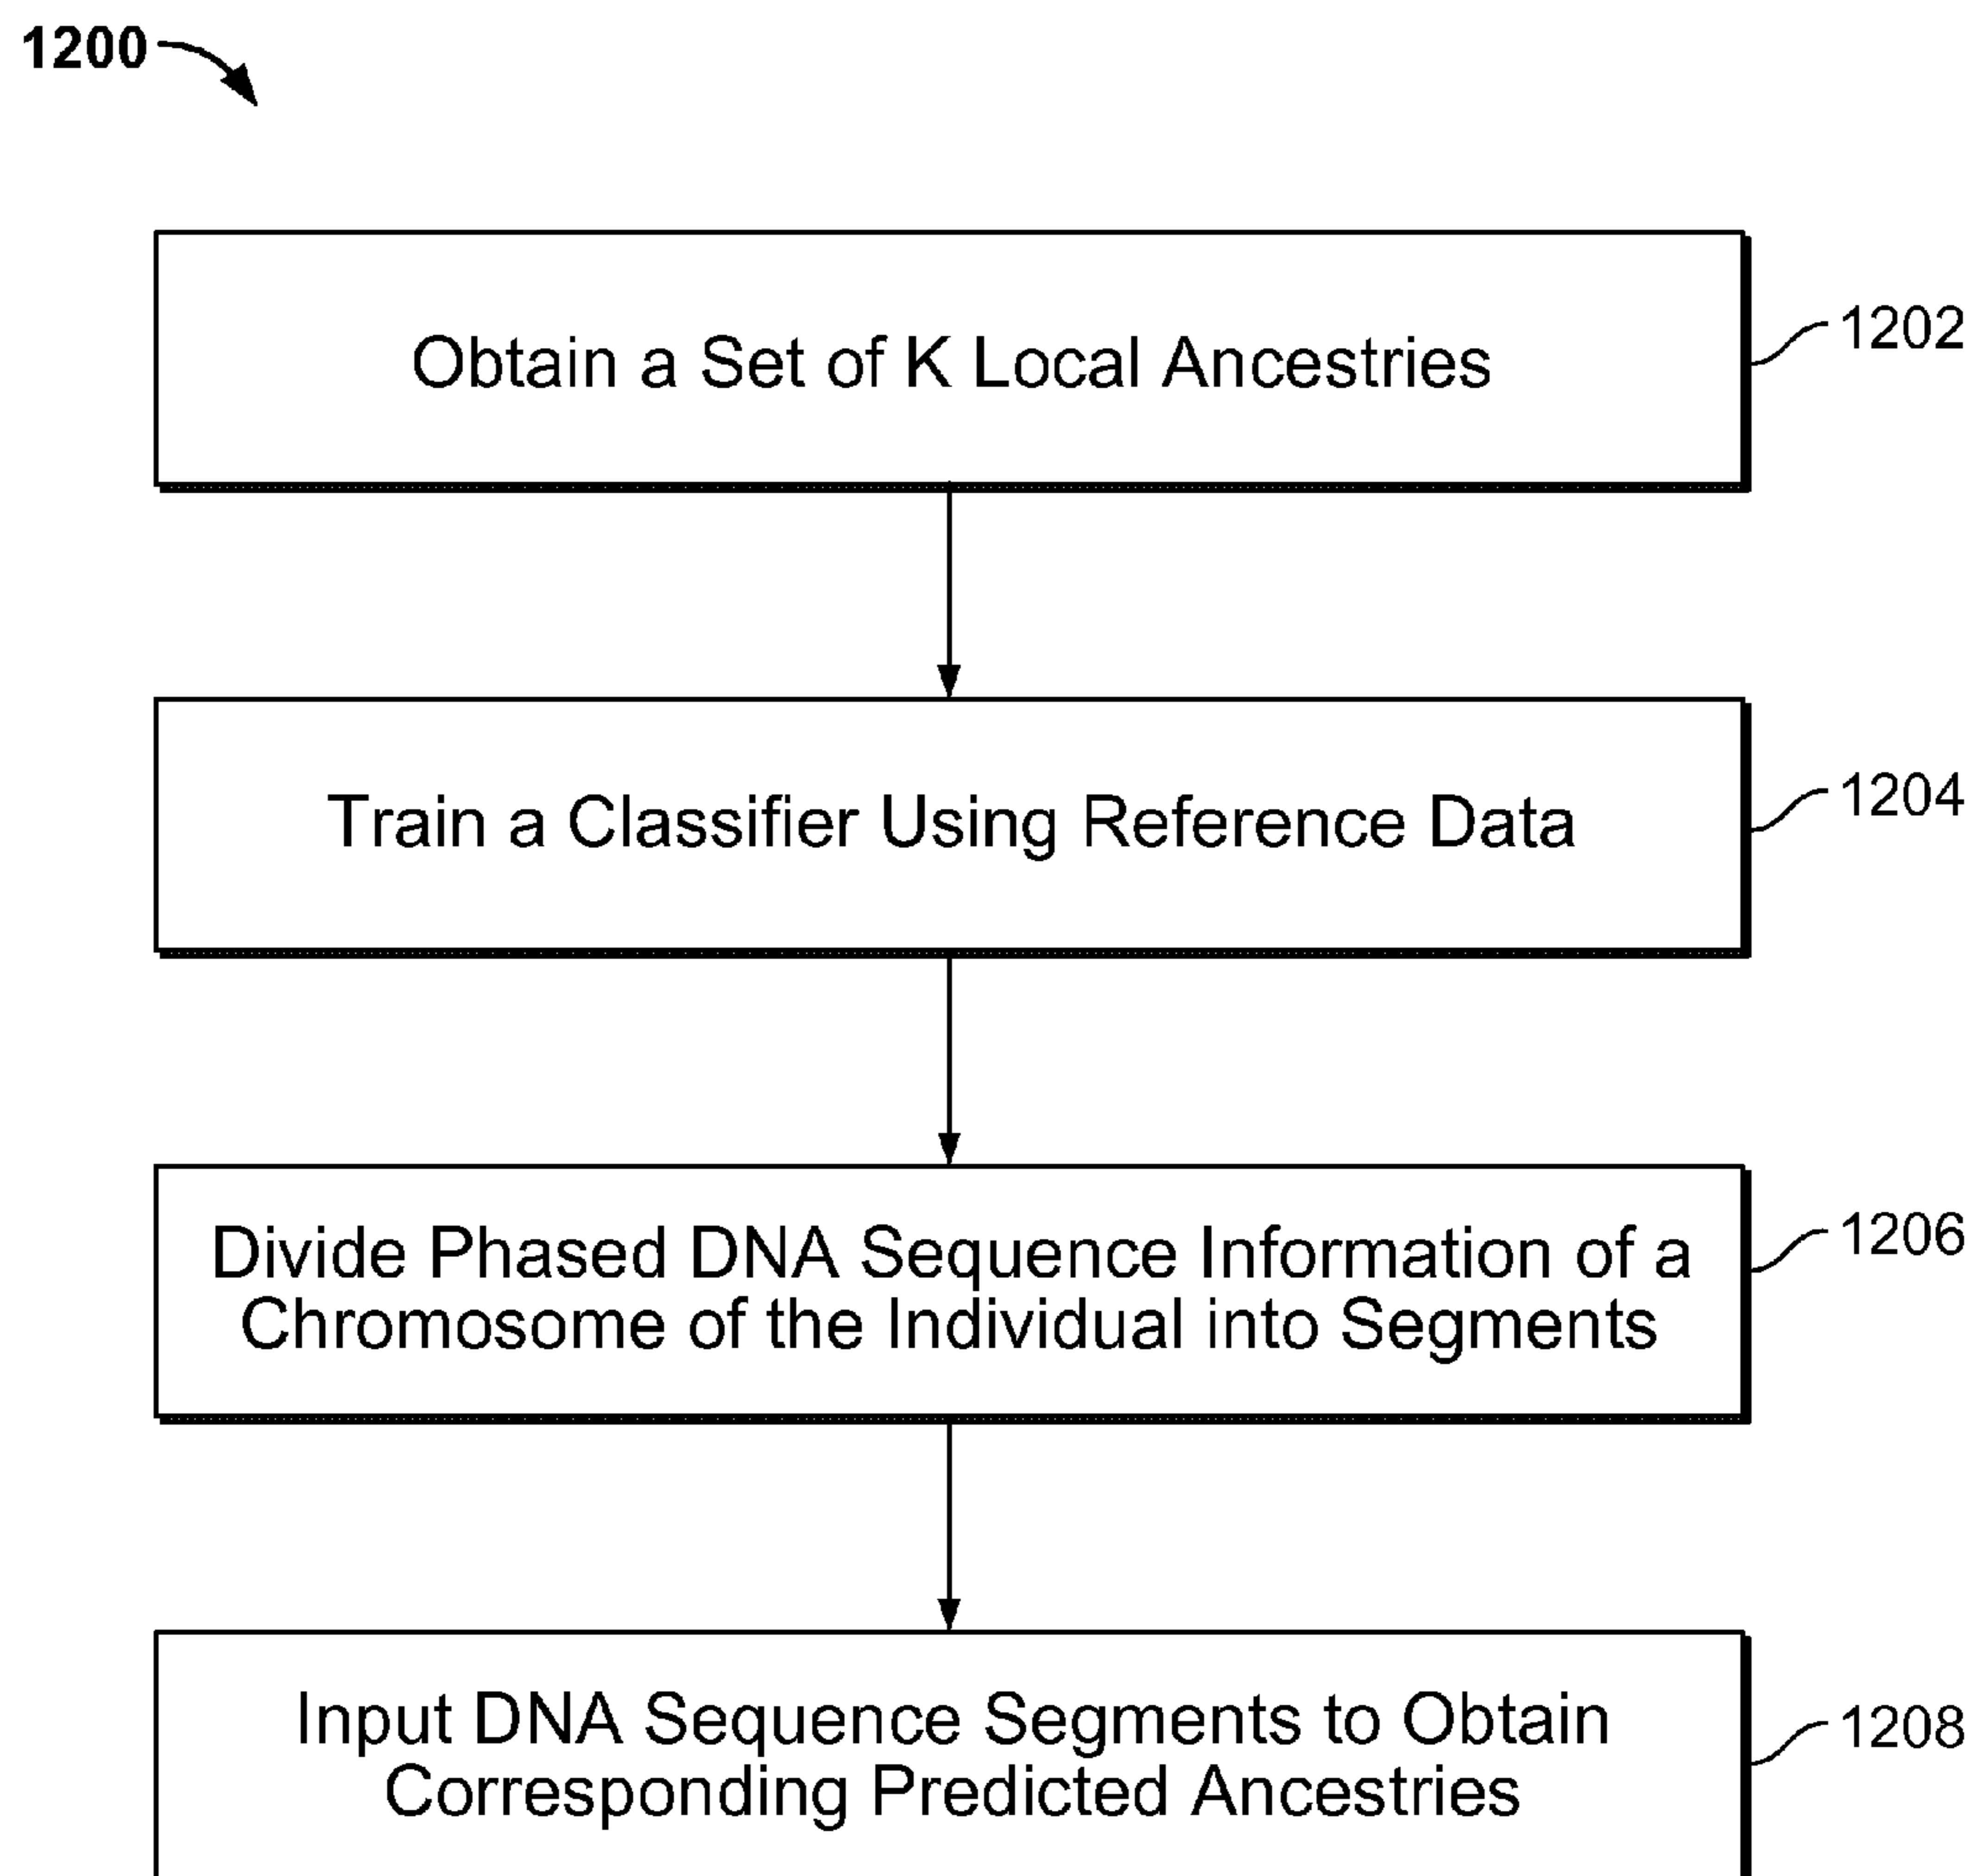 1200
Obtain a Set of K Local Ancestries
1202
Train a Classifier Using Reference Data
1204
Divide Phased DNA Sequence Information of a
Chromosome of the Individual into Segments
1206
Input DNA Sequence Segments to Obtain
Corresponding Predicted Ancestries
1208